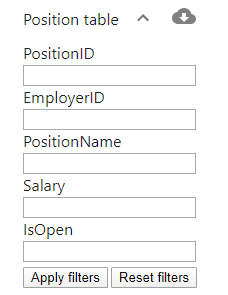 Position table
PositionID
EmployerID
PositionName
Salary
IsOpen
Apply filters Reset filters